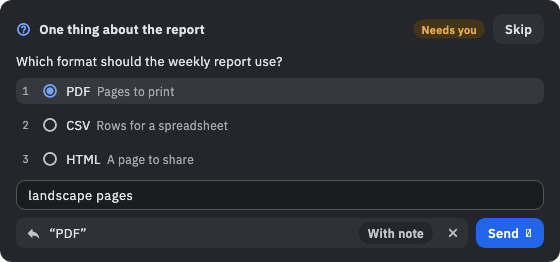 One thing about the report
Needs you
Skip
Which format should the weekly report use?
1 PDF Pages to print
2 CSV Rows for a spreadsheet
3 HTML A page to share
landscape pages
“PDF”
With note
Send